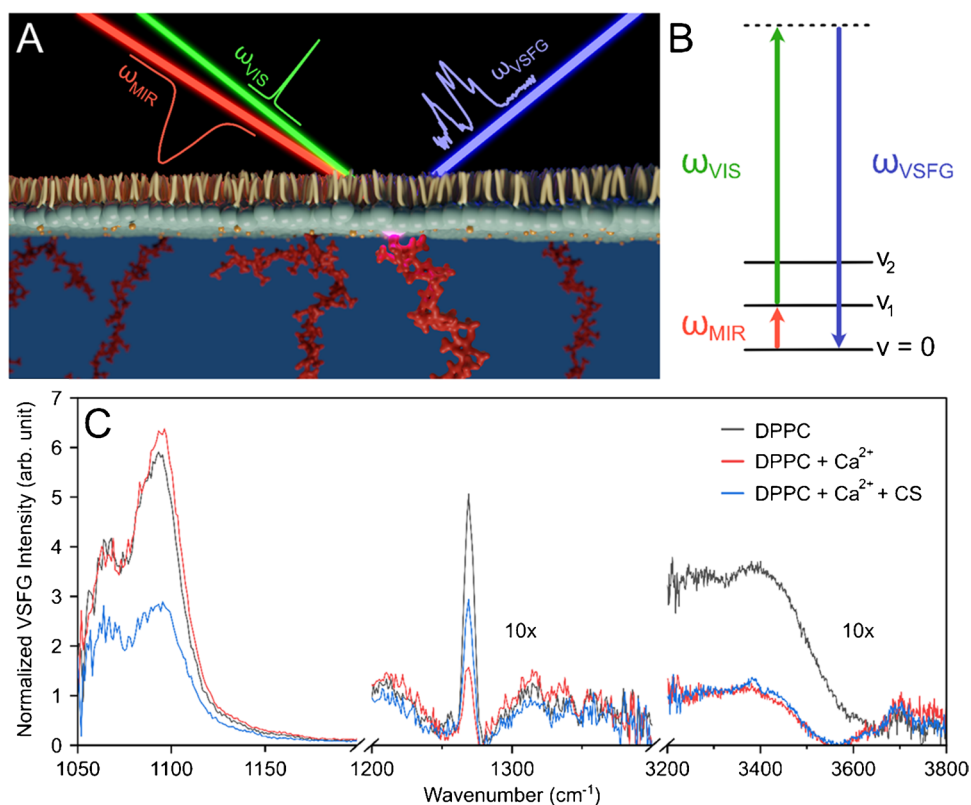 A
ωMIR
ωVIS
ωVSFG
B
ωVIS
ωVSFG
v₂
v₁
ωMIR
v = 0
C
Normalized VSFG Intensity (arb. unit)
7
6
5
4
3
2
1
0
DPPC
DPPC + Ca²⁺
DPPC + Ca²⁺ + CS
10x
10x
1050
1100
1150
1200
1300
3200
3400
3600
3800
Wavenumber (cm⁻¹)